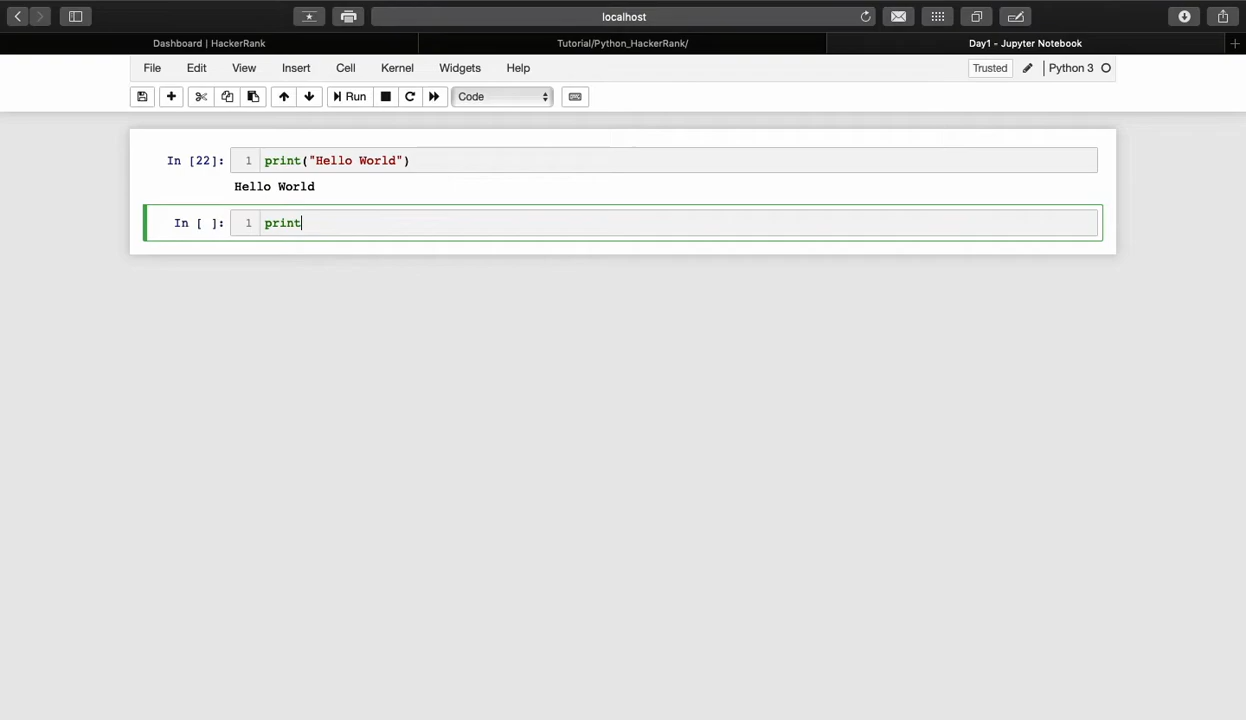 localhost
Dashboard | HackerRank
Tutorial/Python_HackerRank/
Day1 - Jupyter Notebook
File Edit View Insert Cell Kernel Widgets Help Trusted Python 3
Run Code
In [22]: 1 print("Hello World")
Hello World
In [ ]: 1 print